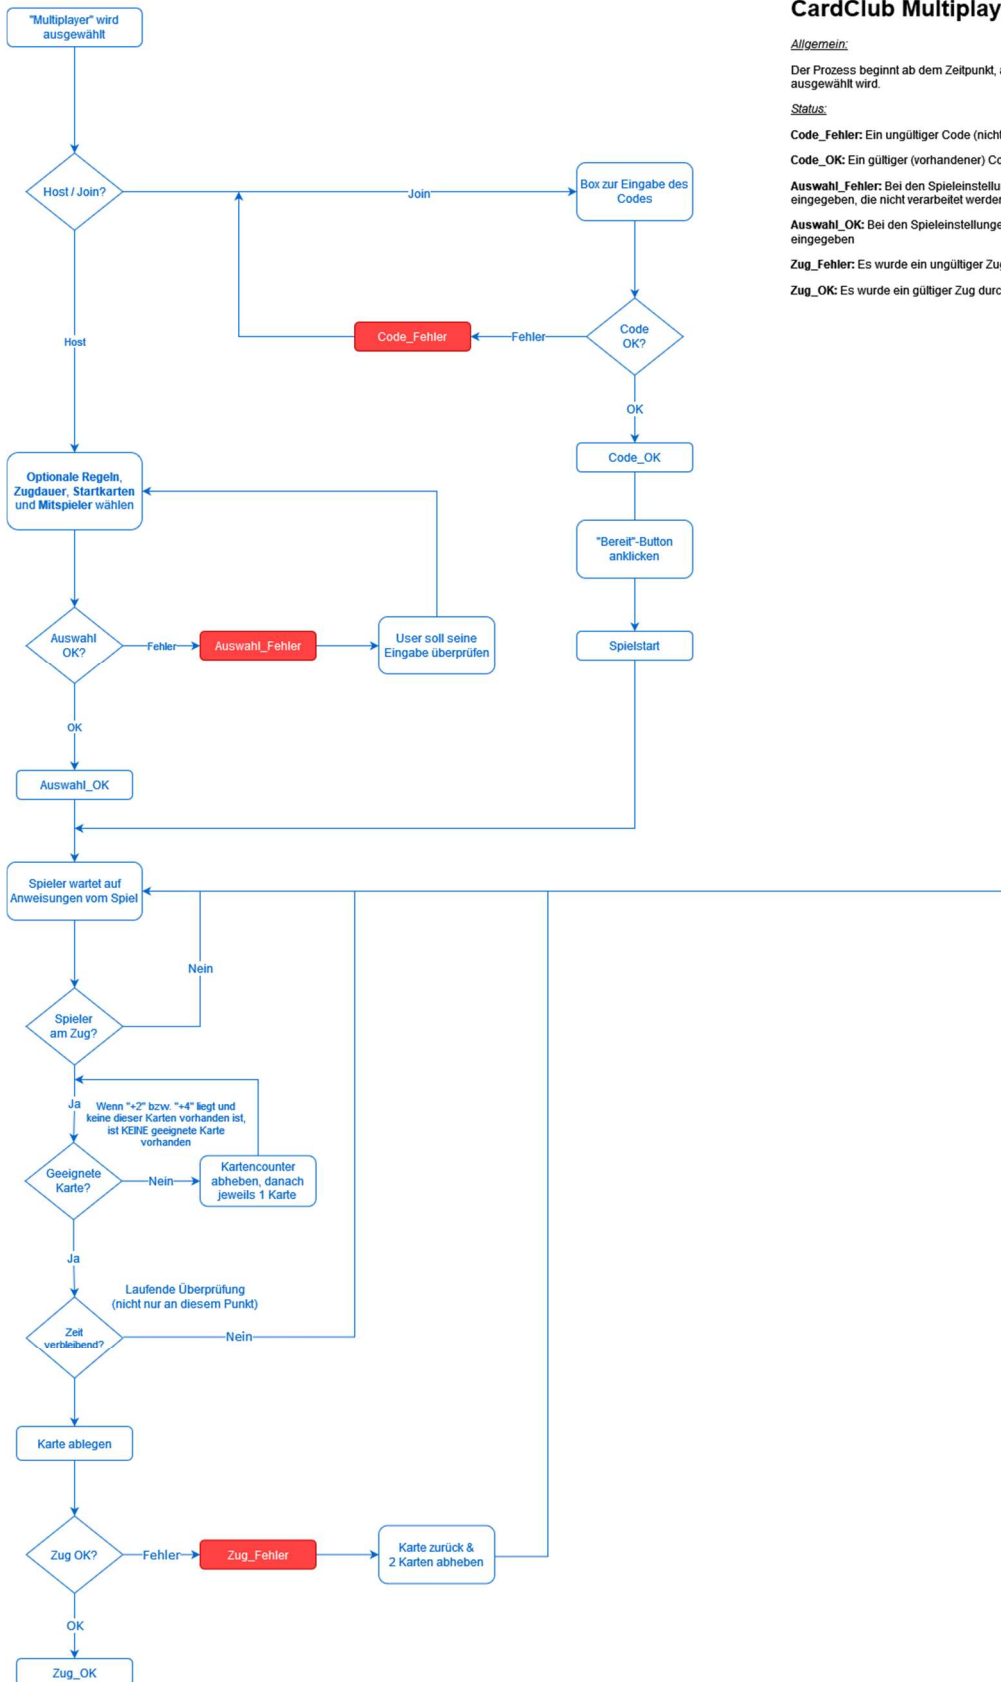 "Multiplayer" wird
ausgewählt
CardClub Multiplay
Allgemein:
Der Prozess beginnt ab dem Zeitpunkt,
ausgewählt wird.
Status:
Code_Fehler: Ein ungültiger Code (nicht
Code_OK: Ein gültiger (vorhandener) Co
Auswahl_Fehler: Bei den Spieleinstellu
eingegeben, die nicht verarbeitet werde
Auswahl_OK: Bei den Spieleinstellunge
eingegeben
Zug_Fehler: Es wurde ein ungültiger Zu
Zug_OK: Es wurde ein gültiger Zug durc
Host / Join?
Join
Box zur Eingabe des
Codes
Code
OK?
Fehler
Code_Fehler
Host
OK
Code_OK
Optionale Regeln,
Zugdauer, Startkarten
und Mitspieler wählen
"Bereit"-Button
anklicken
Auswahl
OK?
Fehler
Auswahl_Fehler
User soll seine
Eingabe überprüfen
Spielstart
OK
Auswahl_OK
Spieler wartet auf
Anweisungen vom Spiel
Nein
Spieler
am Zug?
Ja
Wenn "+2" bzw. "+4" liegt und
keine dieser Karten vorhanden ist,
ist KEINE geeignete Karte
vorhanden
Geeignete
Karte?
Nein
Kartencounter
abheben, danach
jeweils 1 Karte
Ja
Laufende Überprüfung
(nicht nur an diesem Punkt)
Zeit
verbleibend?
Nein
Karte ablegen
Zug OK?
Fehler
Zug_Fehler
Karte zurück &
2 Karten abheben
OK
Zug_OK